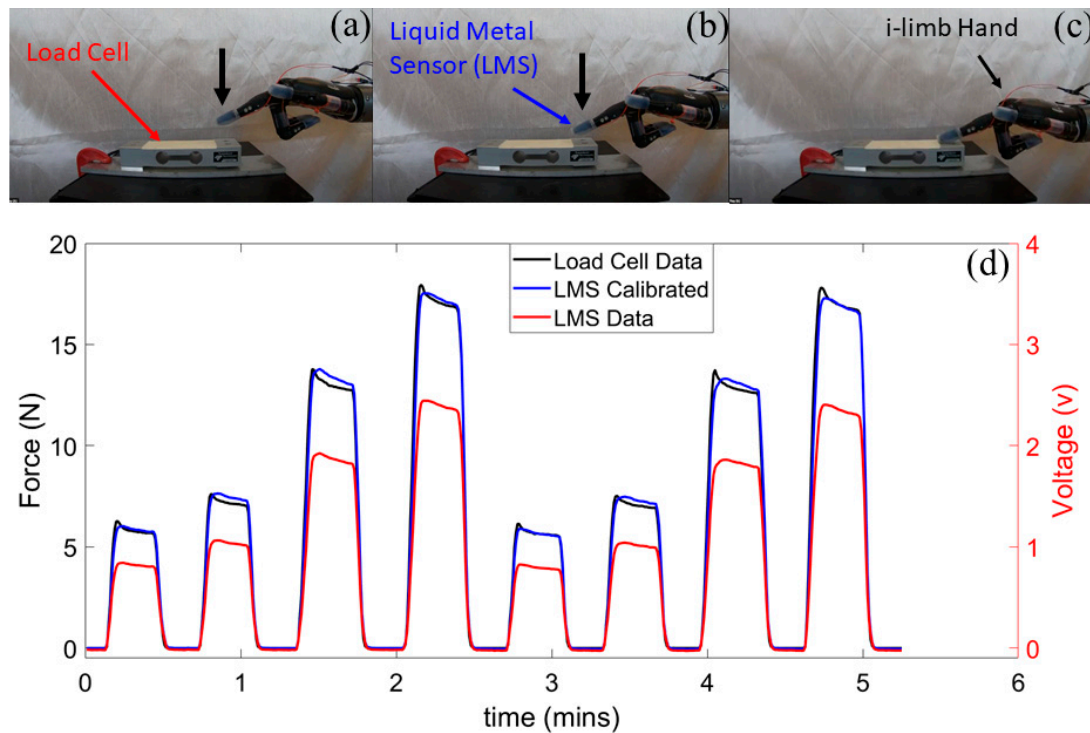 (a)
Load Cell
Liquid Metal
Sensor (LMS)
(b)
i-limb Hand
(c)
20
15
10
5
0
Force (N)
Load Cell Data
LMS Calibrated
LMS Data
(d)
4
3
2
1
0
Voltage (v)
0 1 2 3 4 5 6
time (mins)